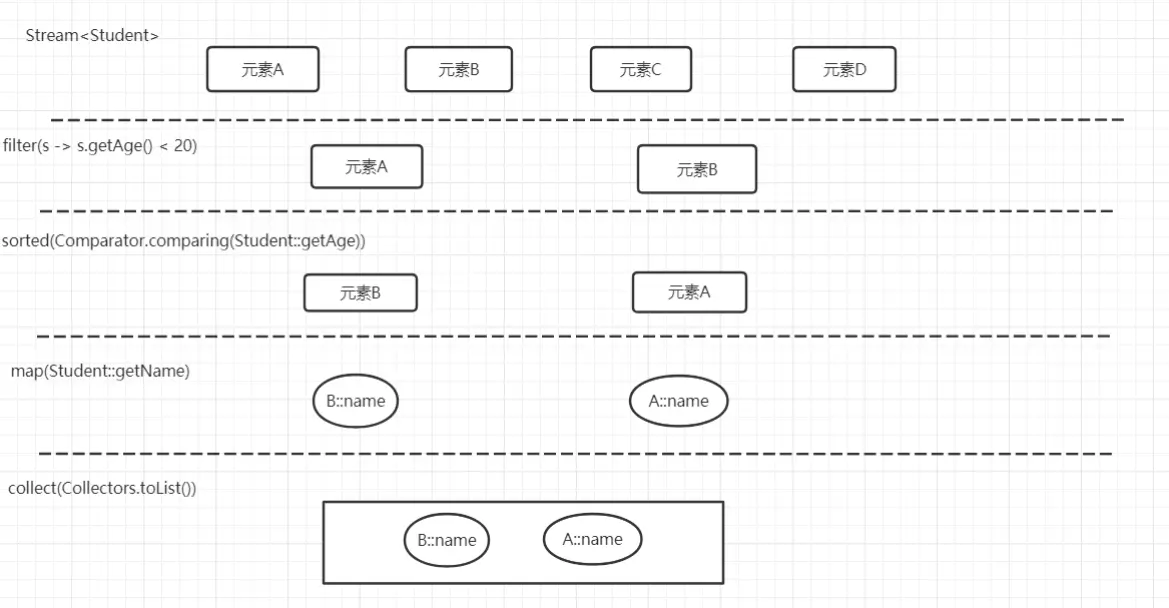 Stream<Student>
元素A
元素B
元素C
元素D
filter(s -> s.getAge() < 20)
元素A
元素B
sorted(Comparator.comparing(Student::getAge))
元素B
元素A
map(Student::getName)
B::name
A::name
collect(Collectors.toList())
B::name
A::name